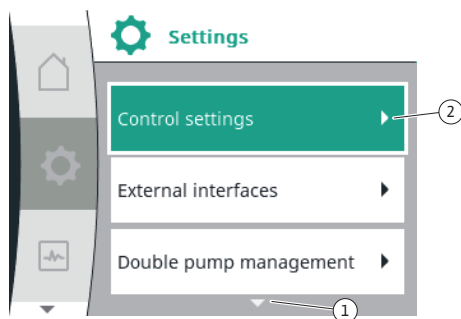 Settings
Control settings
2
External interfaces
Double pump management
1